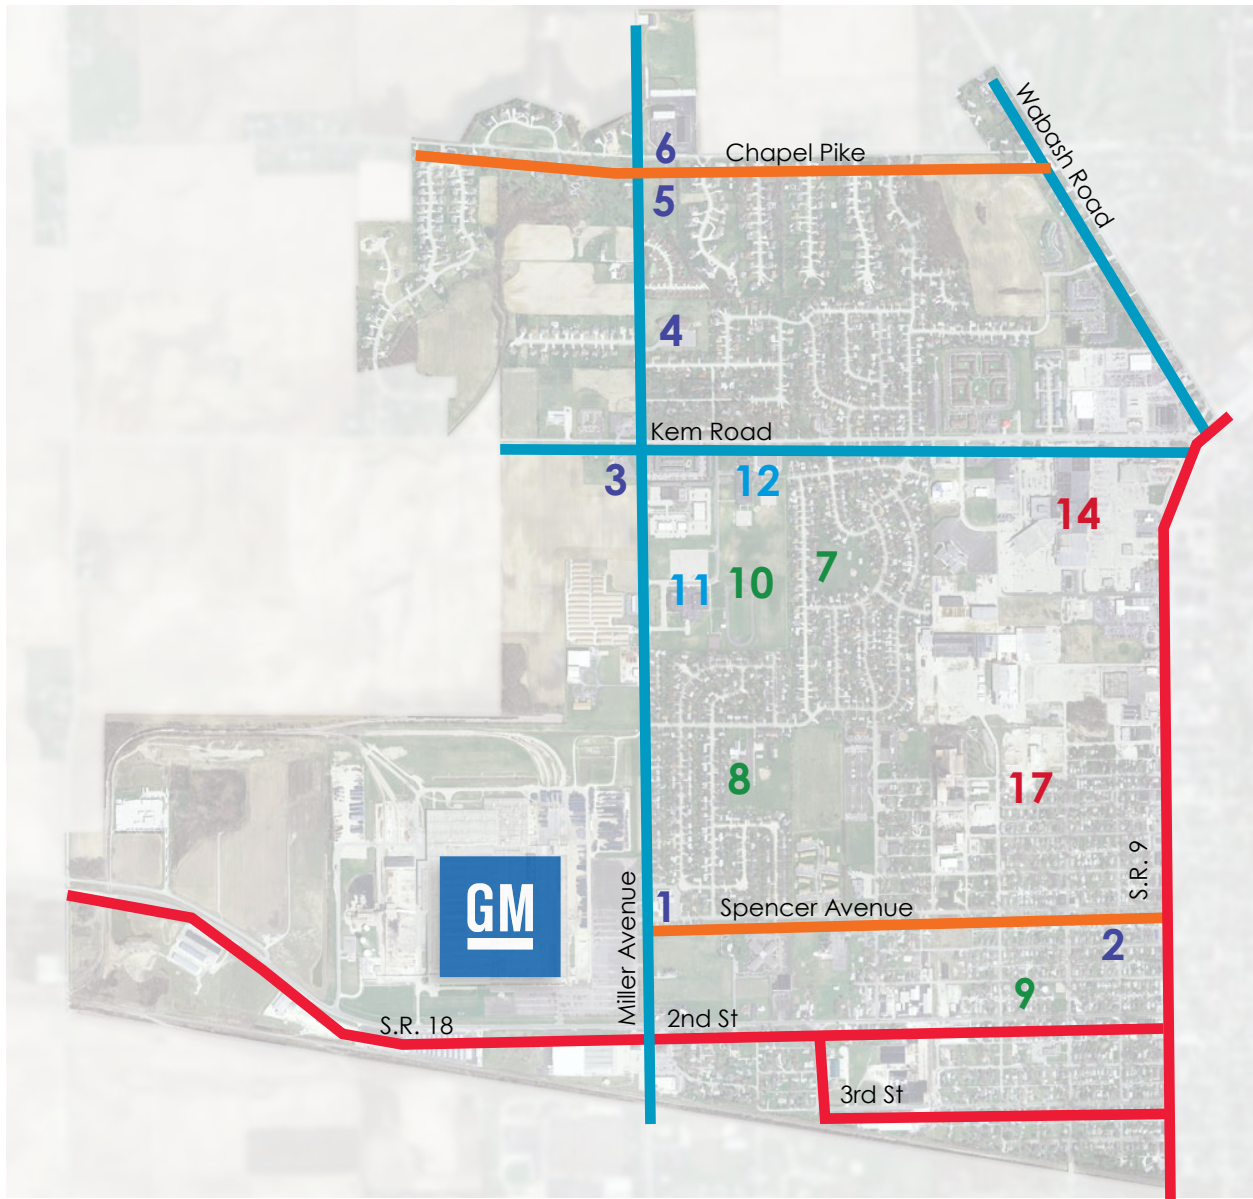 Wabash Road
6
Chapel Pike
5
4
Kem Road
3
12
14
11
10
7
8
17
S.R. 9
GM
Miller Avenue
1
Spencer Avenue
2
9
S.R. 18
2nd St
3rd St